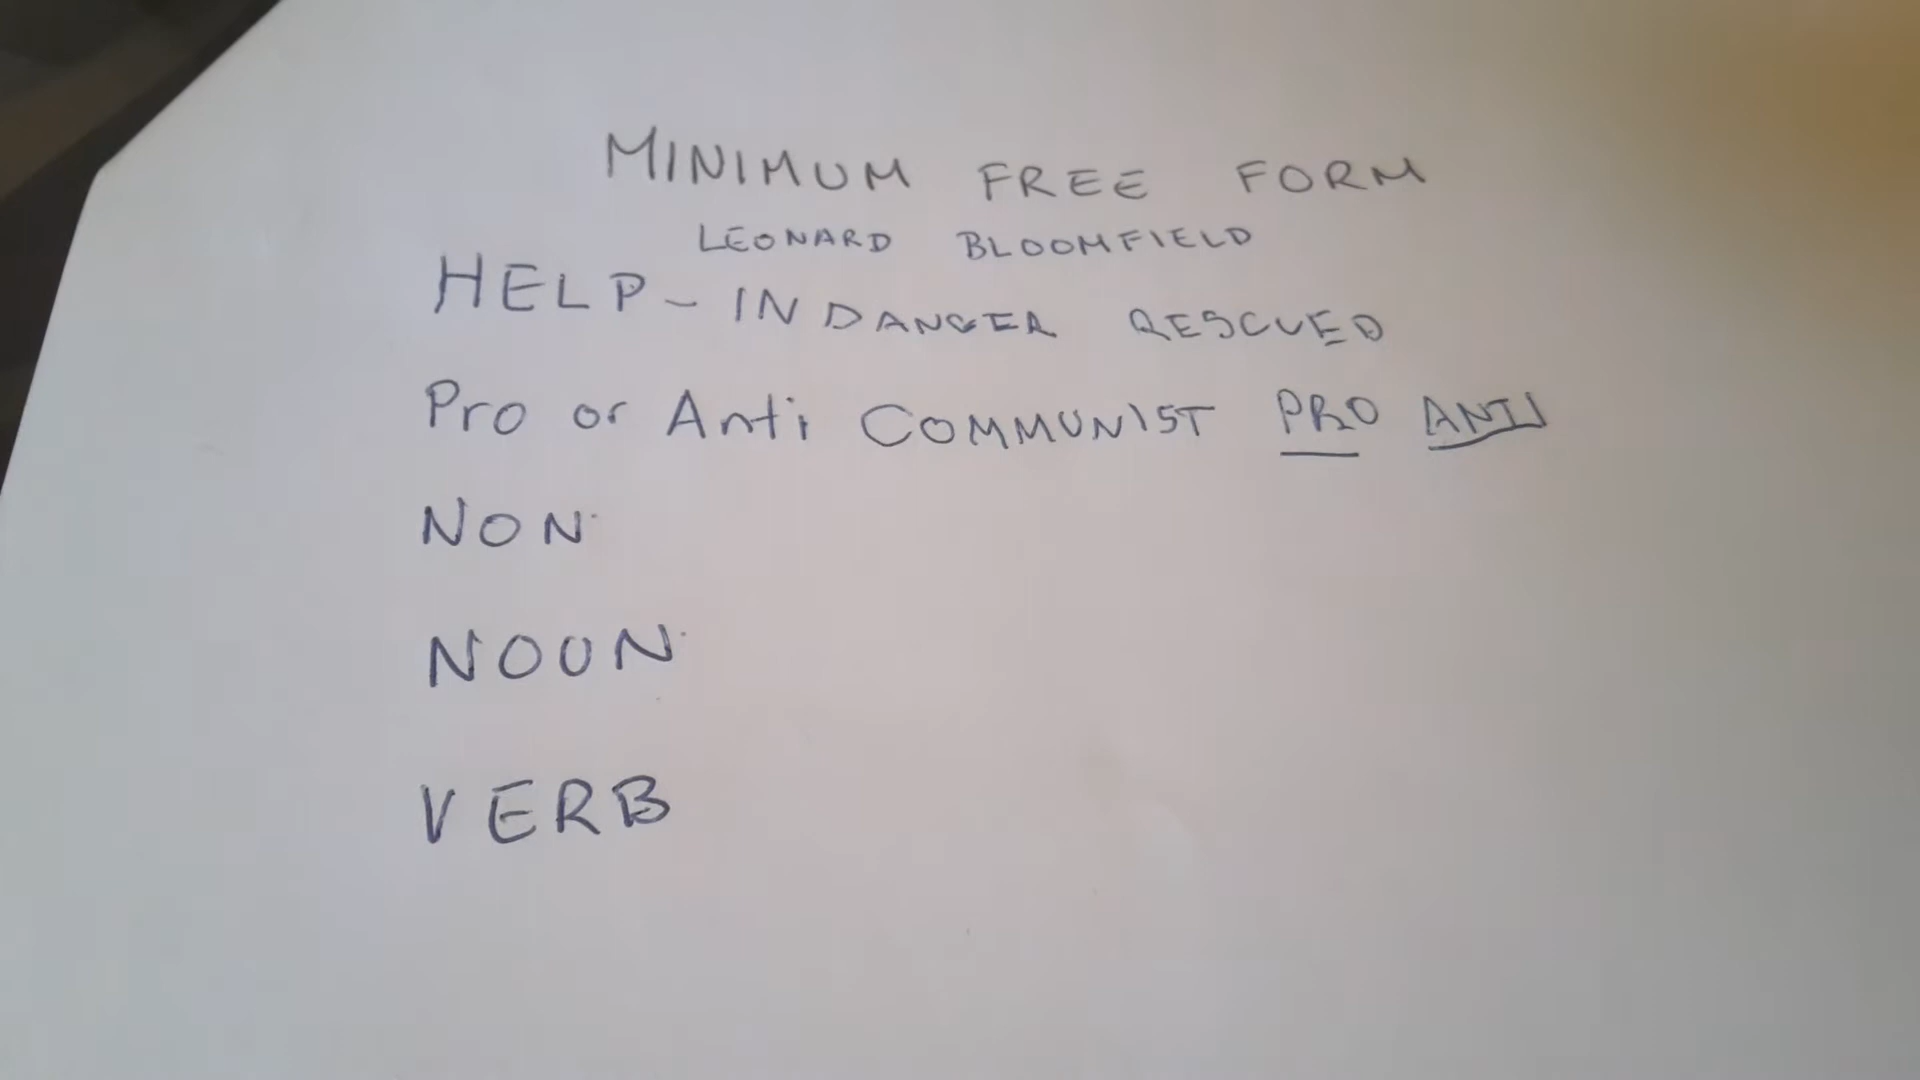 MINIMUM FREE FORM
LEONARD BLOOMFIELD
HELP - IN DANGER RESCUED
Pro or Anti COMMUNIST PRO ANTI
NON
NOUN
VERB